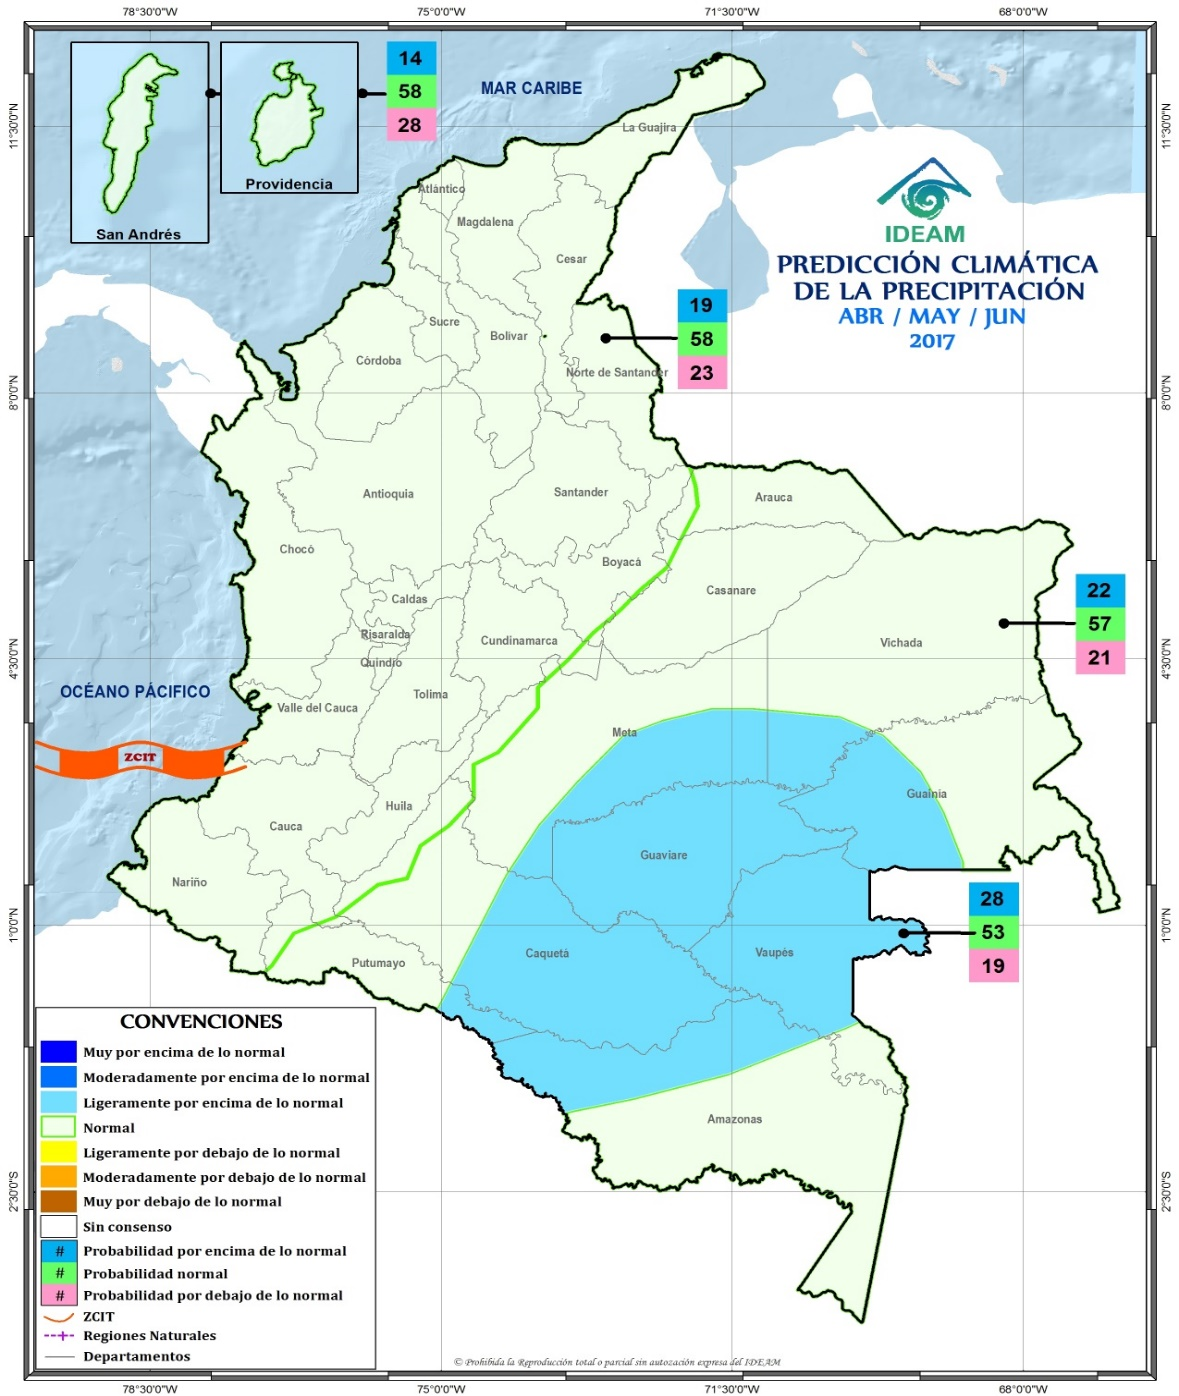 78°30'0"W
75°0'0"W
71°30'0"W
68°0'0"W
11°30'0"N
8°0'0"N
4°30'0"N
1°0'0"N
2°30'0"S
11°30'0"N
8°0'0"N
4°30'0"N
1°0'0"N
2°30'0"S
San Andrés
Providencia
14
58
28
MAR CARIBE
La Guajira
Atlántico
Magdalena
Cesar
IDEAM
PREDICCIÓN CLIMÁTICA
DE LA PRECIPITACIÓN
ABR / MAY / JUN
2017
Sucre
Bolivar
Córdoba
Norte de Santander
19
58
23
Antioquia
Santander
Arauca
Chocó
Boyacá
Casanare
Caldas
Risaralda
Cundinamarca
Quindío
Vichada
22
57
21
OCÉANO PÁCIFICO
Tolima
Valle del Cauca
Meta
ZCIT
Huila
Guainía
Cauca
Guaviare
Nariño
28
53
19
Putumayo
Caquetá
Vaupés
Amazonas
CONVENCIONES
Muy por encima de lo normal
Moderadamente por encima de lo normal
Ligeramente por encima de lo normal
Normal
Ligeramente por debajo de lo normal
Moderadamente por debajo de lo normal
Muy por debajo de lo normal
Sin consenso
# Probabilidad por encima de lo normal
# Probabilidad normal
# Probabilidad por debajo de lo normal
ZCIT
Regiones Naturales
Departamentos
© Prohibida la Reproducción total o parcial sin autozación expresa del IDEAM
78°30'0"W
75°0'0"W
71°30'0"W
68°0'0"W